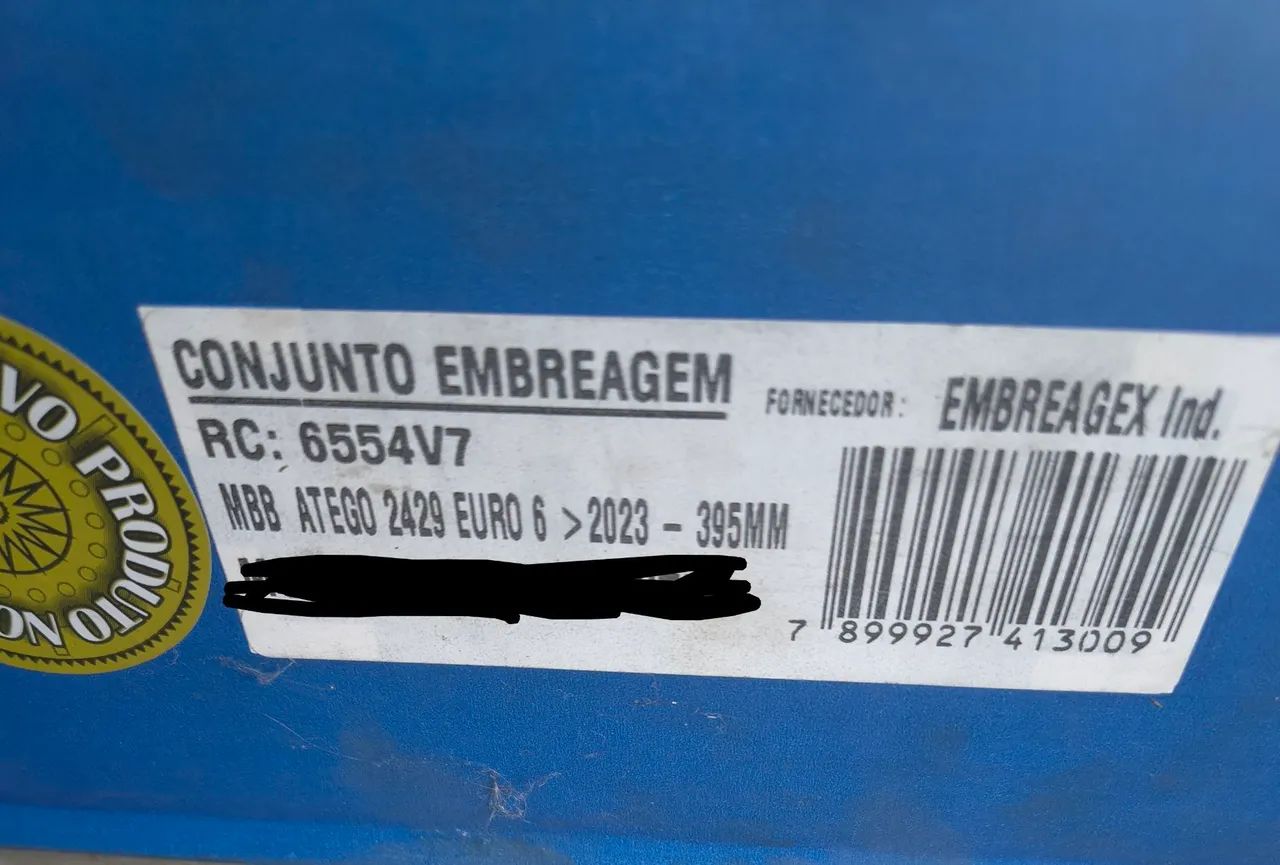 CONJUNTO EMBREAGEM
FORNECEDOR: EMBREAGEX Ind.
RC: 6554V7
MBB ATEGO 2429 EURO 6 >2023 - 395MM
7 899927 413009
VO PRODUTO NO